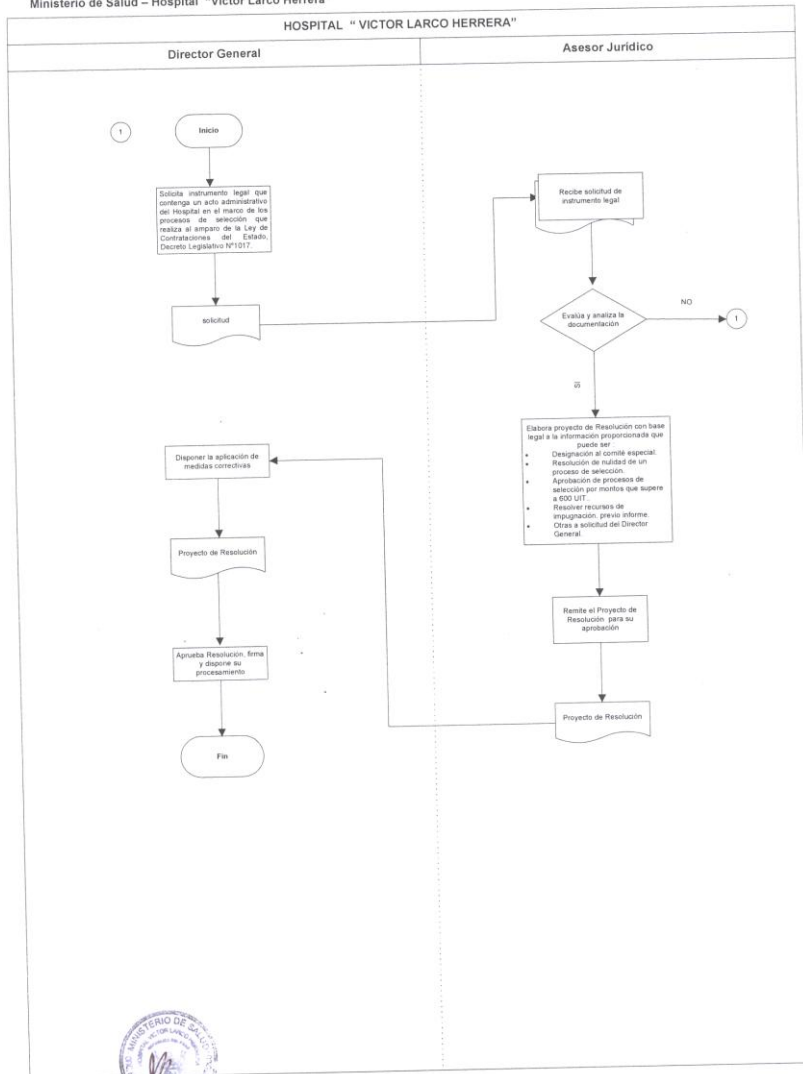 Ministerio de Salud – Hospital "Victor Larco Herrera"
HOSPITAL " VICTOR LARCO HERRERA"
Director General
Asesor Jurídico
1
Inicio
Solicita instrumento legal que
contenga un acto administrativo
del Hospital en el marco de los
procesos de selección que
realiza al amparo de la Ley de
Contrataciones del Estado,
Decreto Legislativo Nº1017.
solicitud
Recibe solicitud de
instrumento legal
Evalúa y analiza la
documentación
NO
1
SI
Elabora proyecto de Resolución con base
legal a la información proporcionada que
puede ser
• Designación al comité especial.
• Resolución de nulidad de un
proceso de selección.
• Aprobación de procesos de
selección por montos que supere
a 600 UIT.
• Resolver recursos de
impugnación, previo informe.
• Otras a solicitud del Director
General.
Remite el Proyecto de
Resolución para su
aprobación
Proyecto de Resolución
Disponer la aplicación de
medidas correctivas
Proyecto de Resolución
Aprueba Resolución, firma
y dispone su
procesamiento
Fin
MINISTERIO DE SALUD
HOSPITAL VICTOR LARCO HERRERA